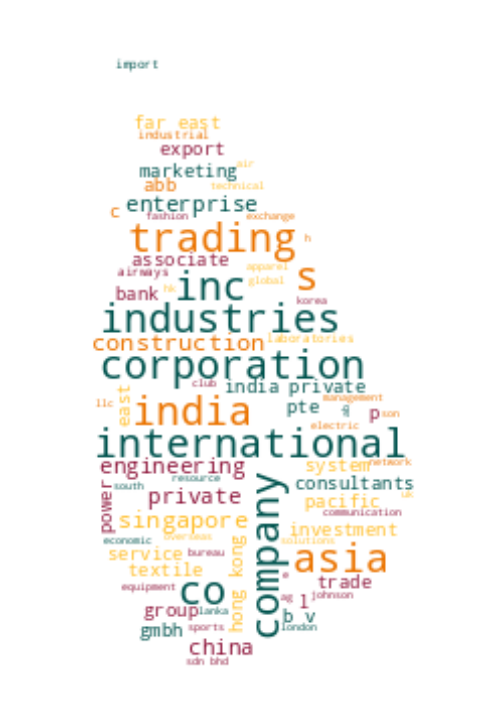 import
far east
industrial
export
air
marketing
abb
technical
enterprise
c
fashion
exchange
trading
h
associate
apparel
airways
s
global
inc
bank
hk
korea
industries
construction
laboratories
corporation
club
india private
east
management
llc
india
pte
p
son
electric
international
engineering
system
network
resource
consultants
south
power
private
uk
pacific
communication
singapore
company
investment
economic
overseas
hong kong
solutions
service
bureau
asia
textile
e
trade
equipment
co
ag
l
johnson
group
lanka
b v
gmbh
sports
london
china
sdn bhd